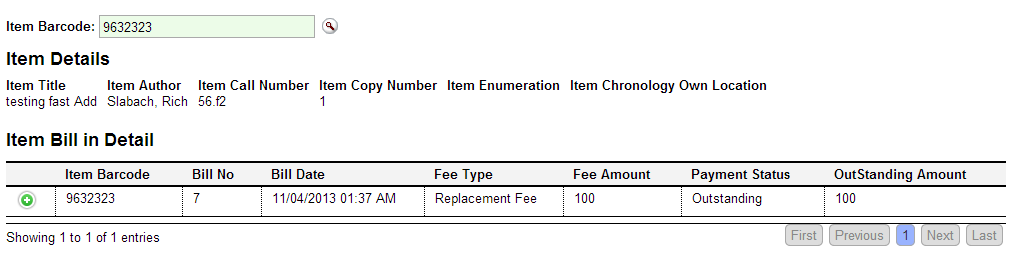 Item Barcode: 9632323
Item Details
Item Title Item Author Item Call Number Item Copy Number Item Enumeration Item Chronology Own Location
testing fast Add Slabach, Rich 56.f2 1
Item Bill in Detail
Item Barcode Bill No Bill Date Fee Type Fee Amount Payment Status OutStanding Amount
9632323 7 11/04/2013 01:37 AM Replacement Fee 100 Outstanding 100
Showing 1 to 1 of 1 entries First Previous 1 Next Last